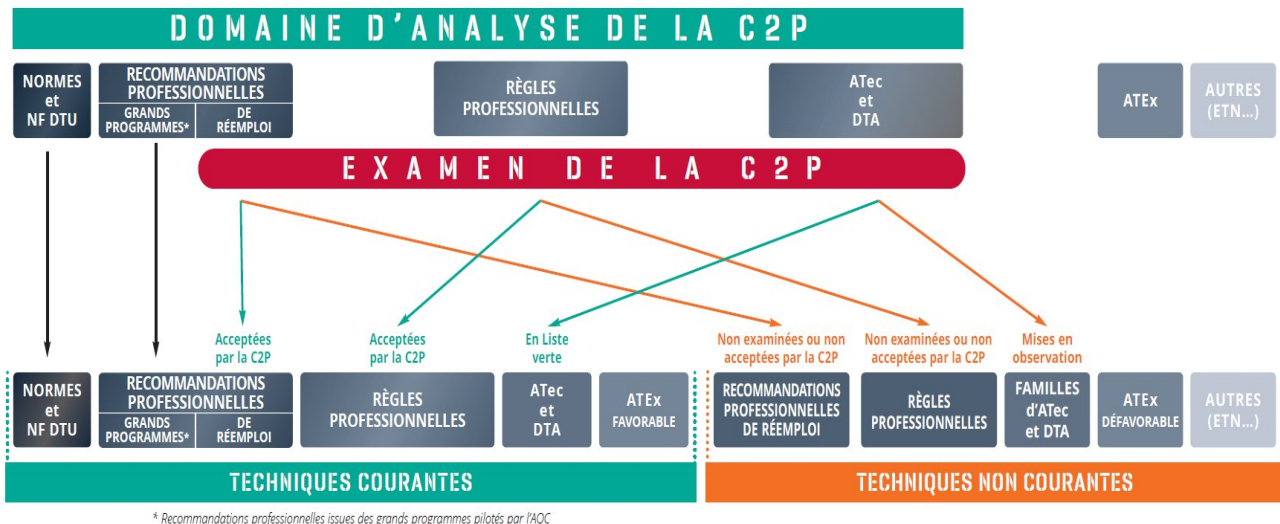 DOMAINE D'ANALYSE DE LA C2P
NORMES
et
NF DTU
RECOMMANDATIONS
PROFESSIONNELLES
GRANDS
PROGRAMMES*
DE
RÉEMPLOI
RÈGLES
PROFESSIONNELLES
ATec
et
DTA
ATEx
AUTRES
(ETN...)
EXAMEN DE LA C2P
Acceptées
par la C2P
Acceptées
par la C2P
En Liste
verte
Non examinées ou non
acceptées par la C2P
Non examinées ou non
acceptées par la C2P
Mises en
observation
NORMES
et
NF DTU
RECOMMANDATIONS
PROFESSIONNELLES
GRANDS
PROGRAMMES*
DE
RÉEMPLOI
RÈGLES
PROFESSIONNELLES
ATec
et
DTA
ATEx
FAVORABLE
RECOMMANDATIONS
PROFESSIONNELLES
DE RÉEMPLOI
RÈGLES
PROFESSIONNELLES
FAMILLES
d'ATec
et DTA
ATEx
DÉFAVORABLE
AUTRES
(ETN...)
TECHNIQUES COURANTES
TECHNIQUES NON COURANTES
* Recommandations professionnelles issues des grands programmes pilotés par l'AQC